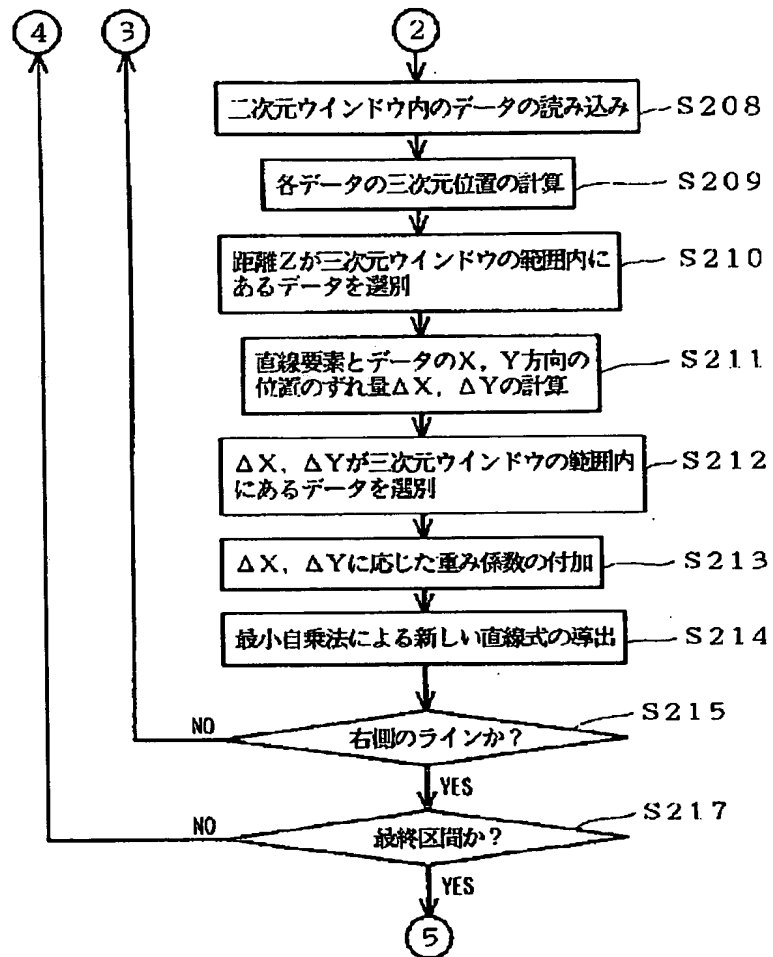 ④ ③ ②
二次元ウインドウ内のデータの読み込み S208
各データの三次元位置の計算 S209
距離Zが三次元ウインドウの範囲内に S210
あるデータを選別
直線要素とデータのX,Y方向の S211
位置のずれ量ΔX,ΔYの計算
ΔX,ΔYが三次元ウインドウの範囲内 S212
にあるデータを選別
ΔX,ΔYに応じた重み係数の付加 S213
最小自乗法による新しい直線式の導出 S214
S215
NO 右側のラインか?
YES
S217
NO 最終区間か?
YES
⑤